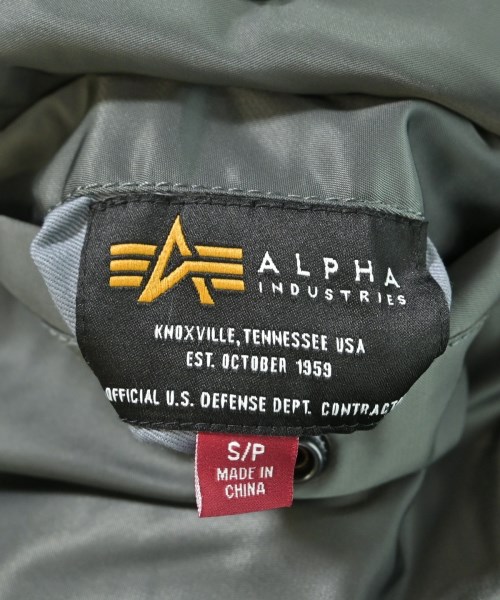 ALPHA
INDUSTRIES
KNOXVILLE, TENNESSEE USA
EST. OCTOBER 1959
OFFICIAL U.S. DEFENSE DEPT. CONTRACT
S/P
MADE IN
CHINA